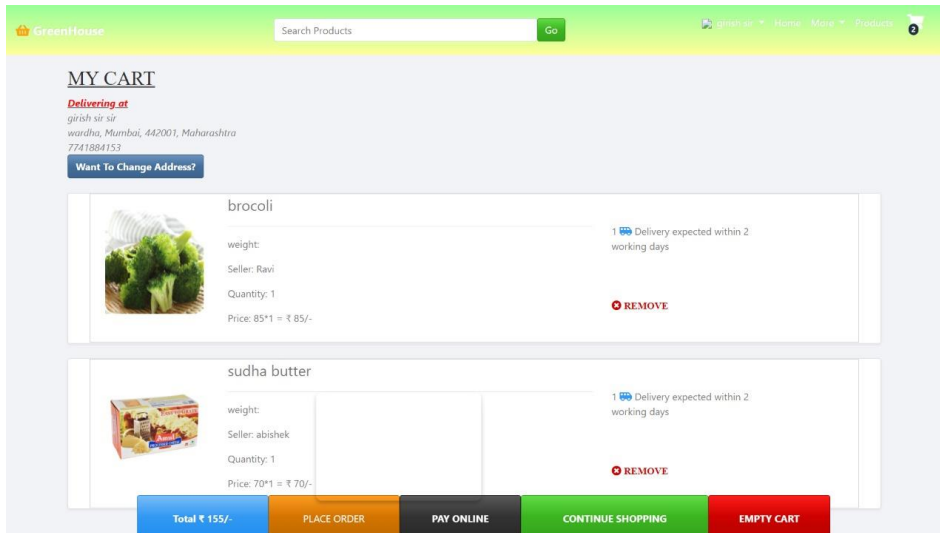 GreenHouse
Search Products
Go
girish sir
Home
More
Products
2
MY CART
Delivering at
girish sir sir
wardha, Mumbai, 442001, Maharashtra
7741884153
Want To Change Address?
brocoli
weight:
Seller: Ravi
Quantity: 1
Price: 85*1 = ₹ 85/-
1 Delivery expected within 2
working days
REMOVE
sudha butter
weight:
Seller: abishek
Quantity: 1
Price: 70*1 = ₹ 70/-
1 Delivery expected within 2
working days
REMOVE
Amul
Total ₹ 155/-
PLACE ORDER
PAY ONLINE
CONTINUE SHOPPING
EMPTY CART